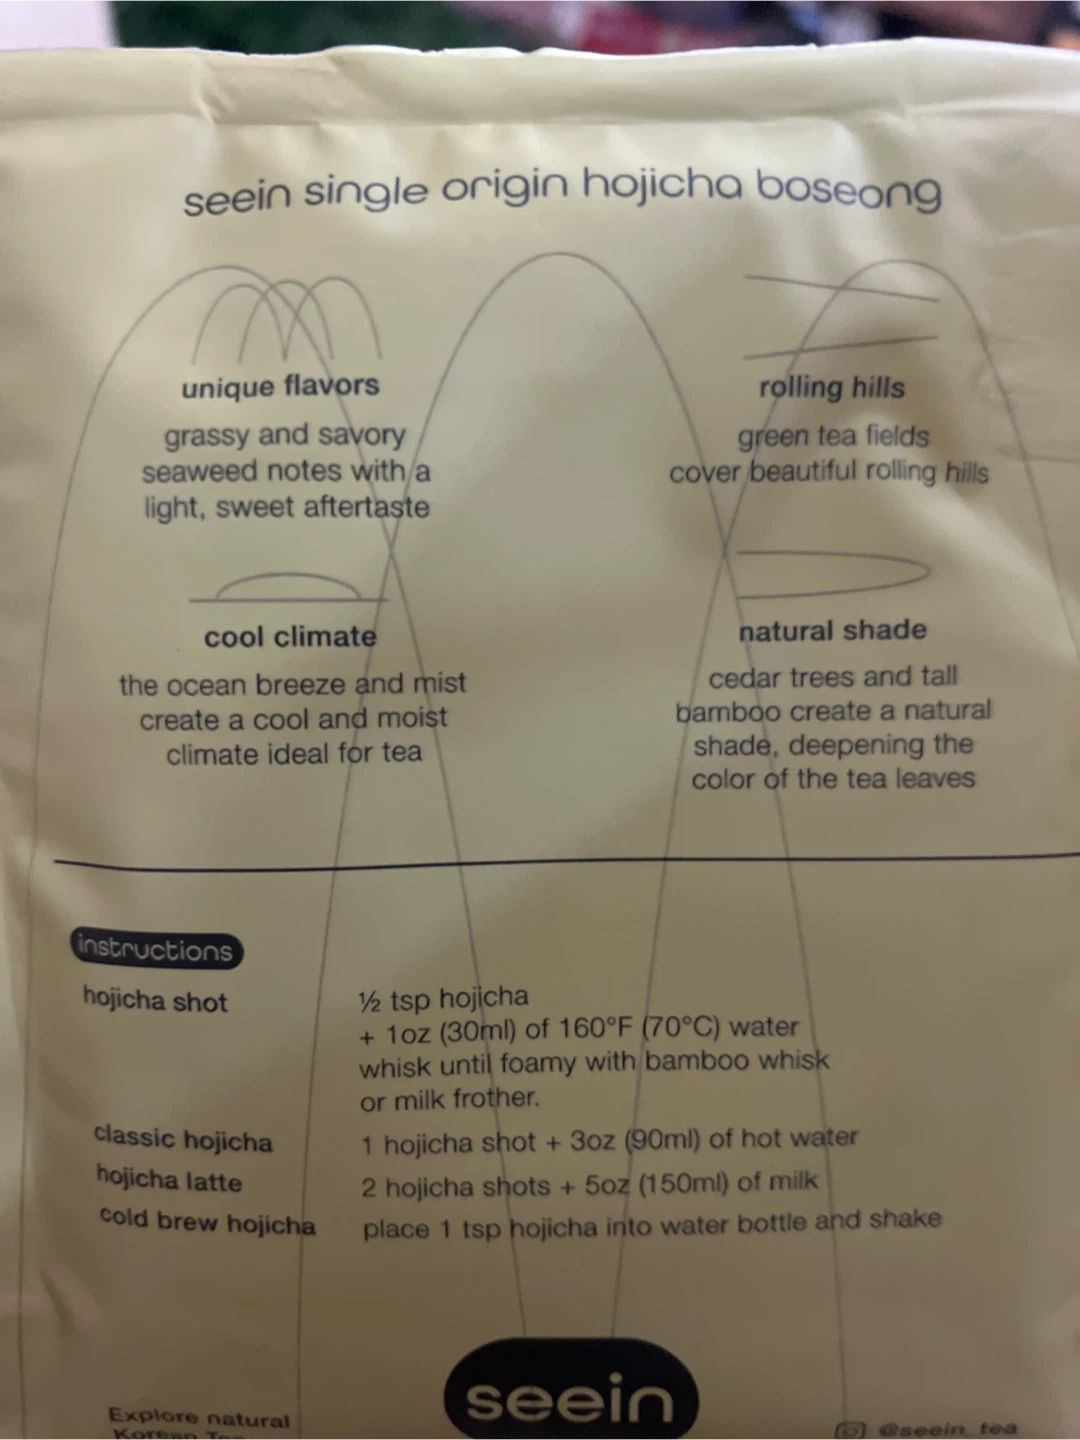 seein single origin hojicha boseong
unique flavors
grassy and savory
seaweed notes with a
light, sweet aftertaste
rolling hills
green tea fields
cover beautiful rolling hills
cool climate
the ocean breeze and mist
create a cool and moist
climate ideal for tea
natural shade
cedar trees and tall
bamboo create a natural
shade, deepening the
color of the tea leaves
instructions
hojicha shot
½ tsp hojicha
+ 1oz (30ml) of 160°F (70°C) water
whisk until foamy with bamboo whisk
or milk frother.
classic hojicha 1 hojicha shot + 3oz (90ml) of hot water
hojicha latte 2 hojicha shots + 5oz (150ml) of milk
cold brew hojicha place 1 tsp hojicha into water bottle and shake
seein
Explore natural
Korean Tea
@seein_tea